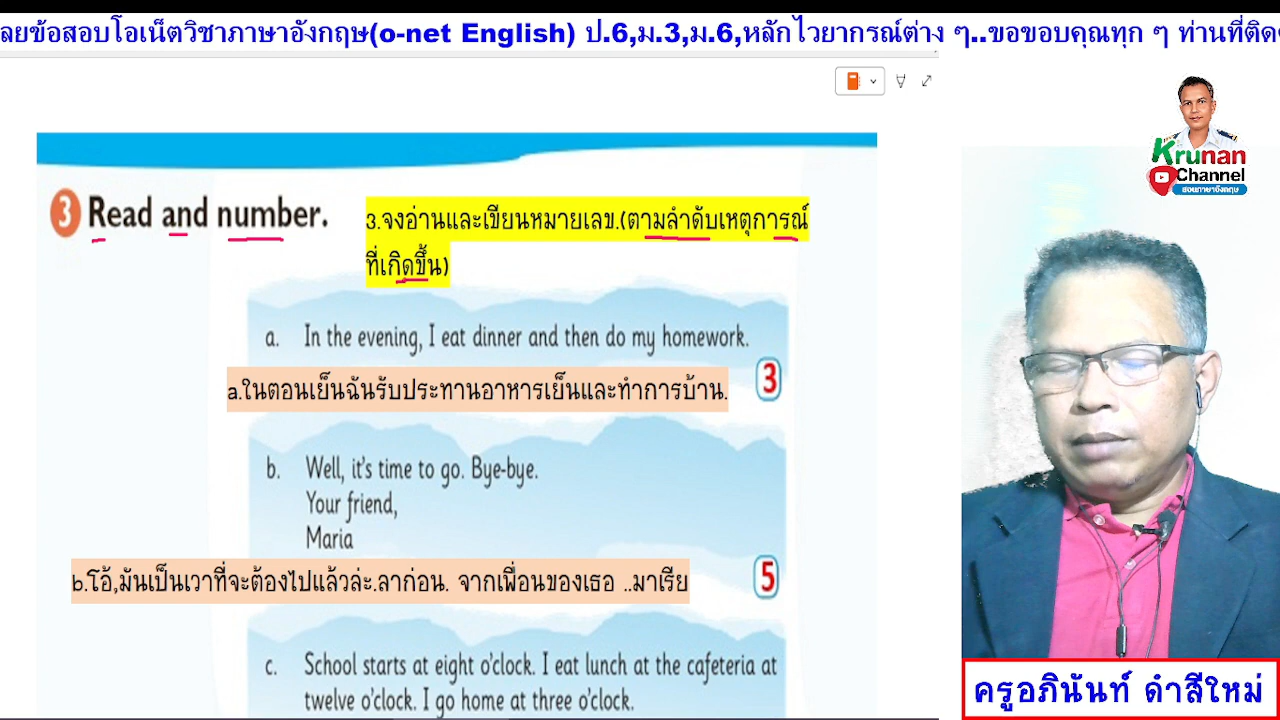 ลยข้อสอบโอเน็ตวิชาภาษาอังกฤษ(o-net English) ป.6,ม.3,ม.6,หลักไวยากรณ์ต่าง ๆ..ขอขอบคุณทุก ๆ ท่านที่ติด
Krunan
Channel
สอนภาษาอังกฤษ
3 Read and number.
3.จงอ่านและเขียนหมายเลข.(ตามลำดับเหตุการณ์
ที่เกิดขึ้น)
a. In the evening, I eat dinner and then do my homework.
3
a.ในตอนเย็นฉันรับประทานอาหารเย็นและทำการบ้าน.
b. Well, it's time to go. Bye-bye.
Your friend,
Maria
5
b.โอ้,มันเป็นเวาที่จะต้องไปแล้วล่ะ.ลาก่อน. จากเพื่อนของเธอ ..มาเรีย
c. School starts at eight o'clock. I eat lunch at the cafeteria at
twelve o'clock. I go home at three o'clock.
ครูอภินันท์ ดำสีใหม่